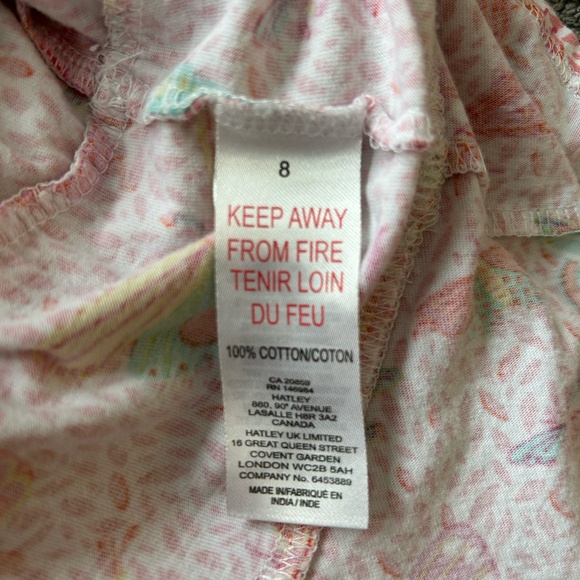 8
KEEP AWAY
FROM FIRE
TENIR LOIN
DU FEU
100% COTTON/COTON
CA 20859
RN 146984
HATLEY
860, 90e AVENUE
LASALLE H8R 3A2
CANADA
HATLEY UK LIMITED
16 GREAT QUEEN STREET
COVENT GARDEN
LONDON WC2B 5AH
COMPANY No. 6453889
MADE IN/FABRIQUÉ EN
INDIA / INDE